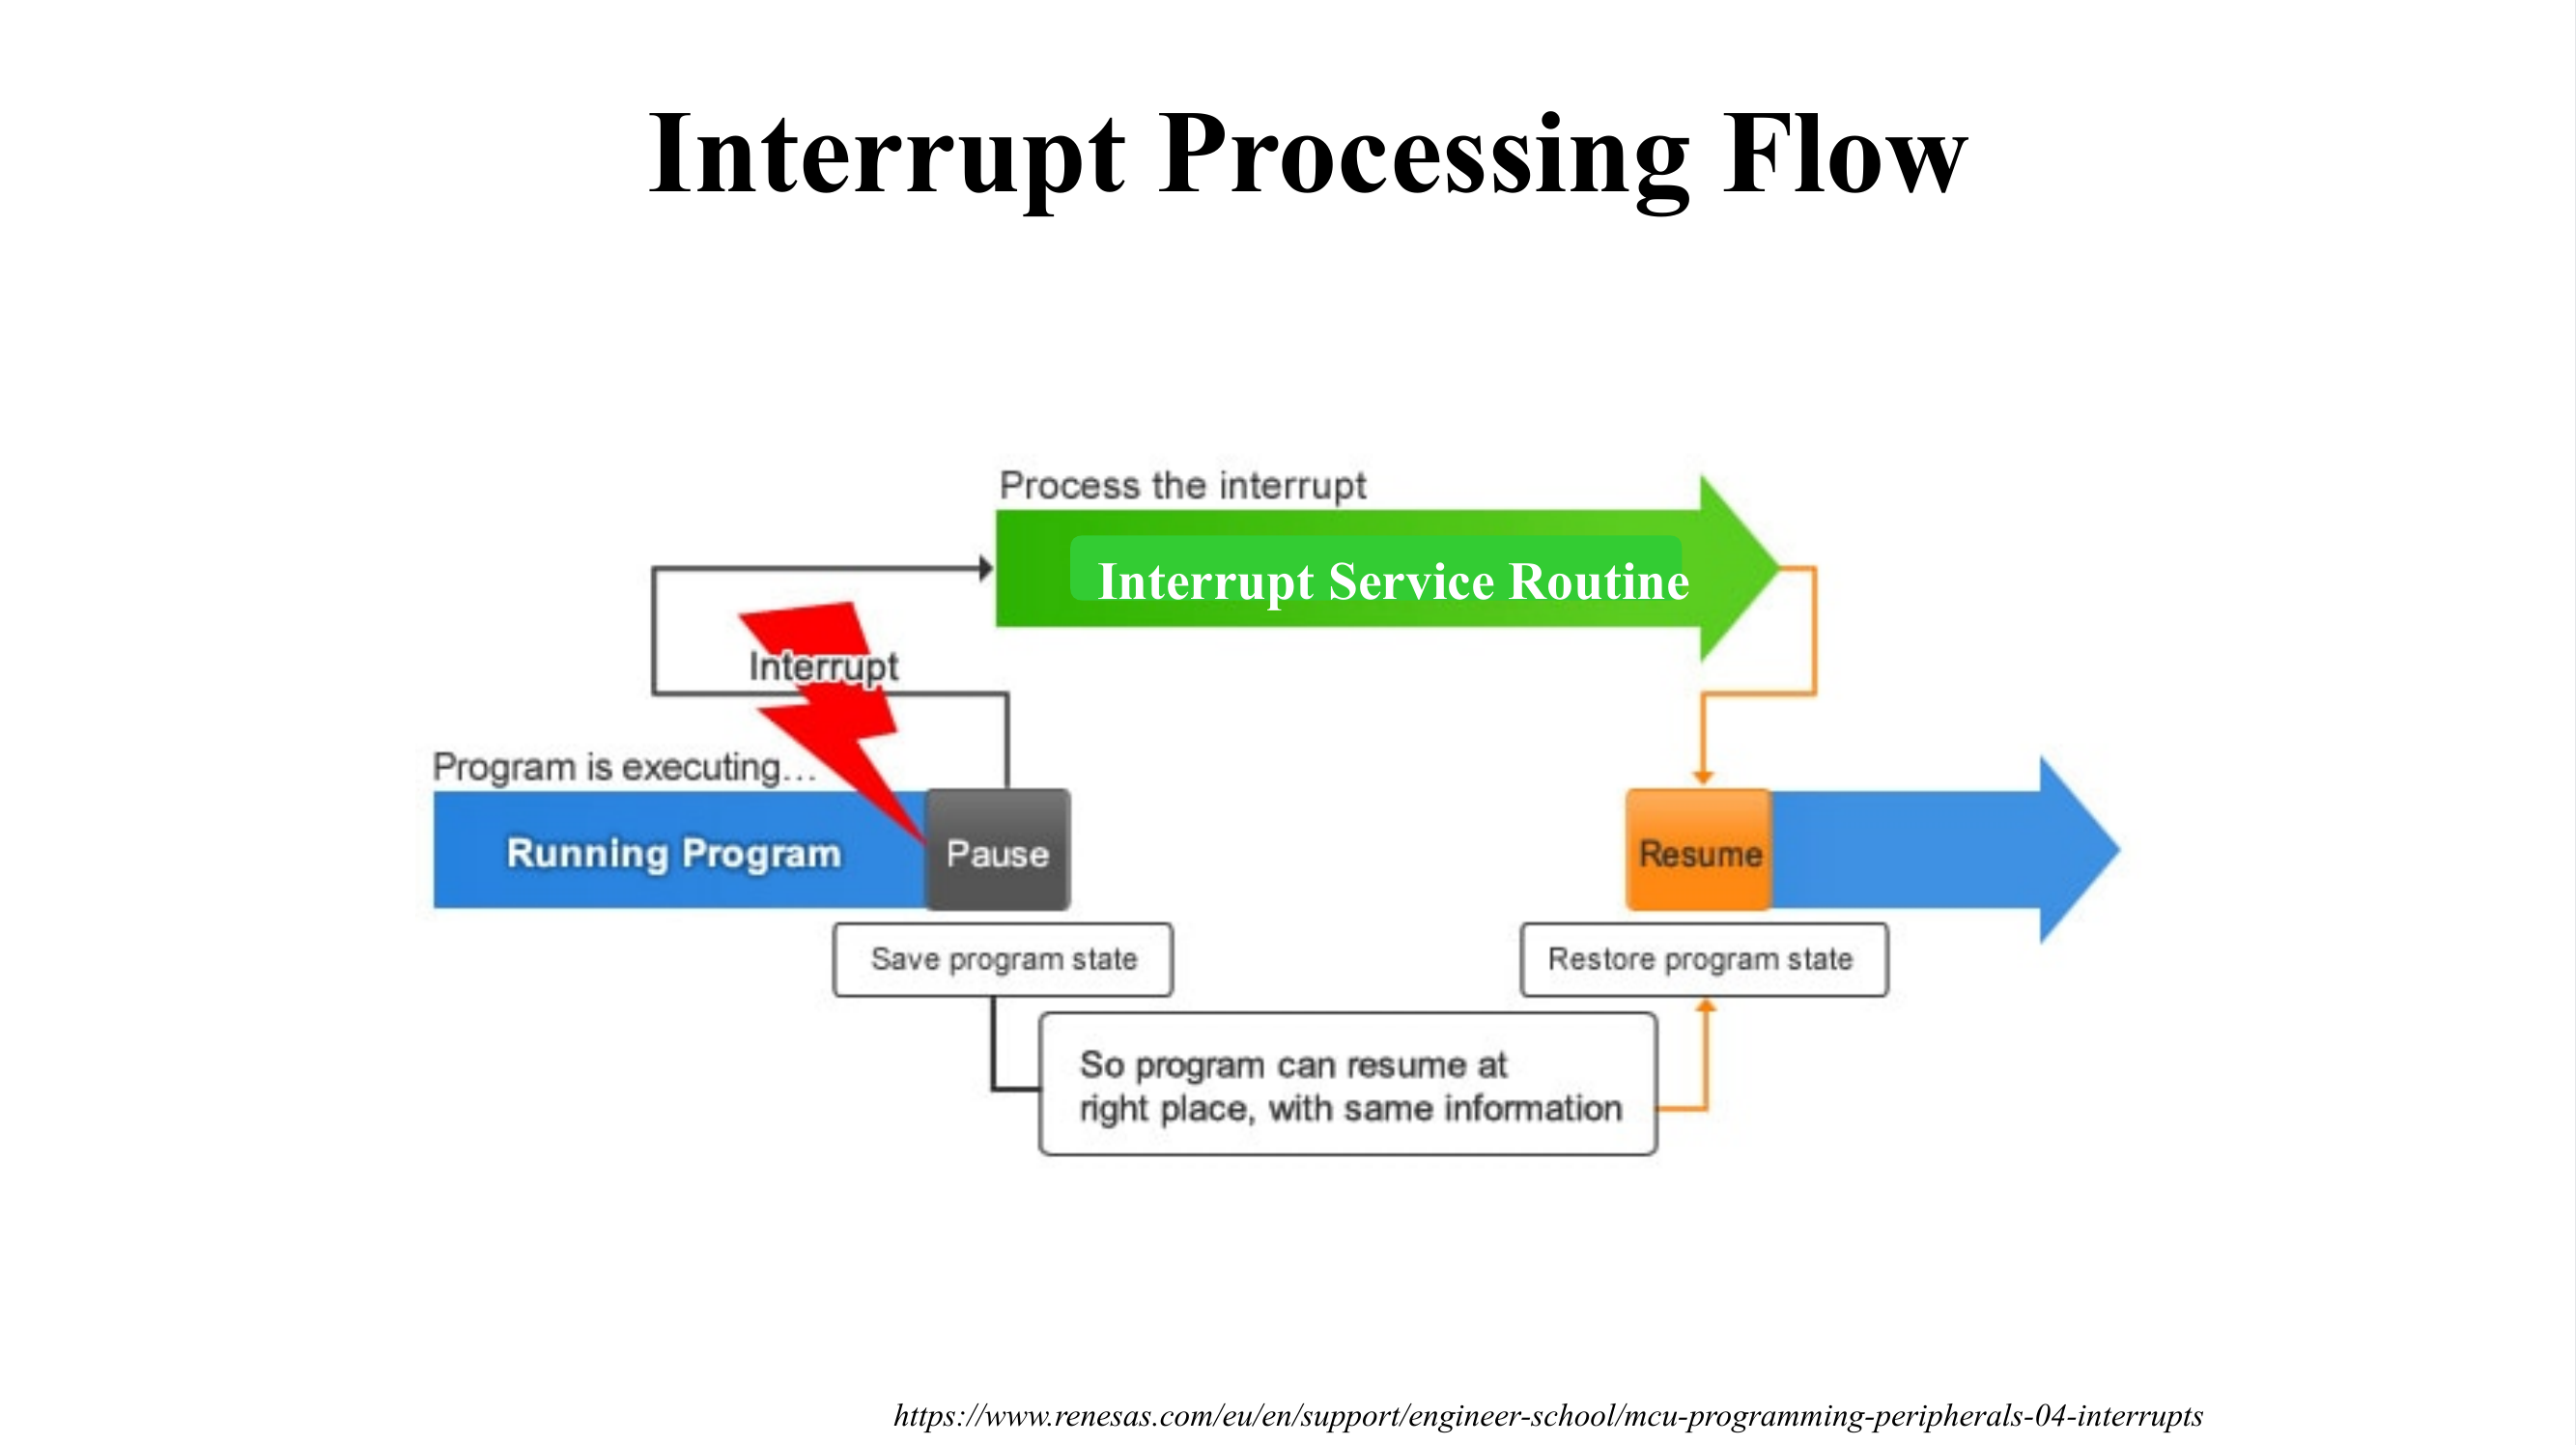 Interrupt Processing Flow
Process the interrupt
Interrupt Service Routine
Interrupt
Program is executing...
Running Program
Pause
Resume
Save program state
Restore program state
So program can resume at
right place, with same information
https://www.renesas.com/eu/en/support/engineer-school/mcu-programming-peripherals-04-interrupts